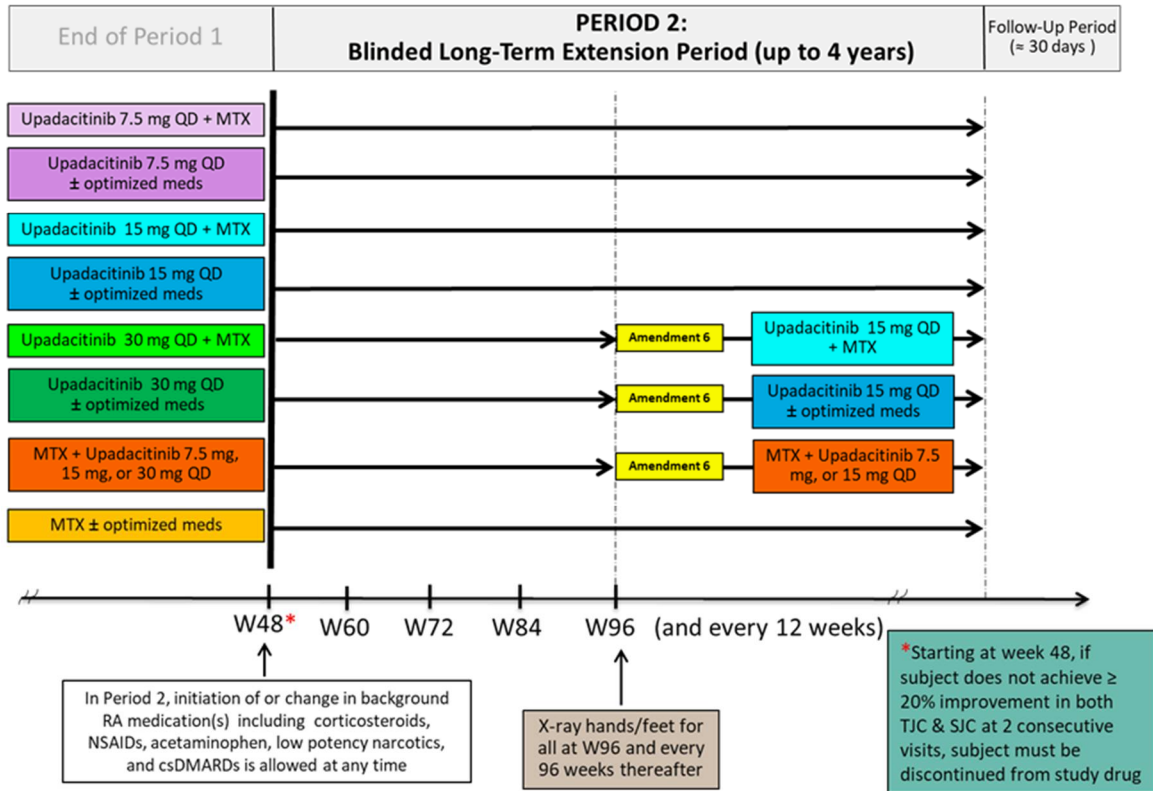 End of Period 1
PERIOD 2:
Blinded Long-Term Extension Period (up to 4 years)
Follow-Up Period
(≈ 30 days )
Upadacitinib 7.5 mg QD + MTX
Upadacitinib 7.5 mg QD
± optimized meds
Upadacitinib 15 mg QD + MTX
Upadacitinib 15 mg QD
± optimized meds
Upadacitinib 30 mg QD + MTX
Amendment 6
Upadacitinib 15 mg QD
+ MTX
Upadacitinib 30 mg QD
± optimized meds
Amendment 6
Upadacitinib 15 mg QD
± optimized meds
MTX + Upadacitinib 7.5 mg,
15 mg, or 30 mg QD
Amendment 6
MTX + Upadacitinib 7.5
mg, or 15 mg QD
MTX ± optimized meds
W48*
W60
W72
W84
W96
(and every 12 weeks)
In Period 2, initiation of or change in background
RA medication(s) including corticosteroids,
NSAIDs, acetaminophen, low potency narcotics,
and csDMARDs is allowed at any time
X-ray hands/feet for
all at W96 and every
96 weeks thereafter
*Starting at week 48, if
subject does not achieve ≥
20% improvement in both
TJC & SJC at 2 consecutive
visits, subject must be
discontinued from study drug